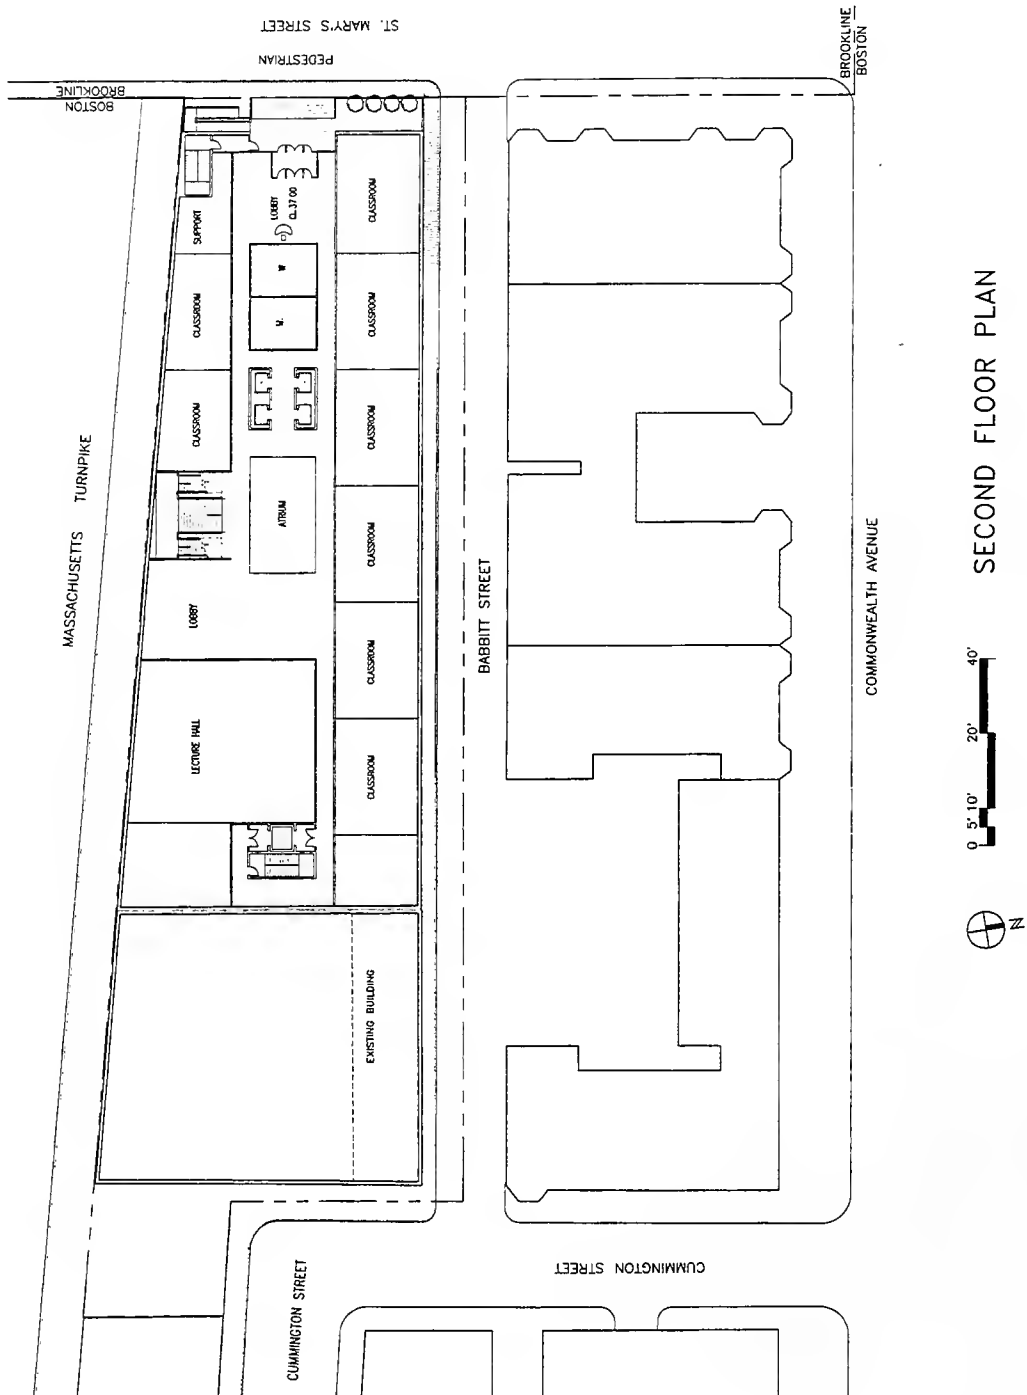 ST. MARY'S STREET
PEDESTRIAN
BROOKLINE
BOSTON
BROOKLINE
BOSTON
MASSACHUSETTS TURNPIKE
SUPPORT
CLASSROOM
CLASSROOM
LOBBY
LECTURE HALL
LOBBY
W
M.
ATRIUM
CLASSROOM
CLASSROOM
CLASSROOM
CLASSROOM
CLASSROOM
CLASSROOM
EXISTING BUILDING
BABBITT STREET
COMMONWEALTH AVENUE
CUMMINGTON STREET
CUMMINGTON STREET
SECOND FLOOR PLAN
0 5' 10' 20' 40'
N